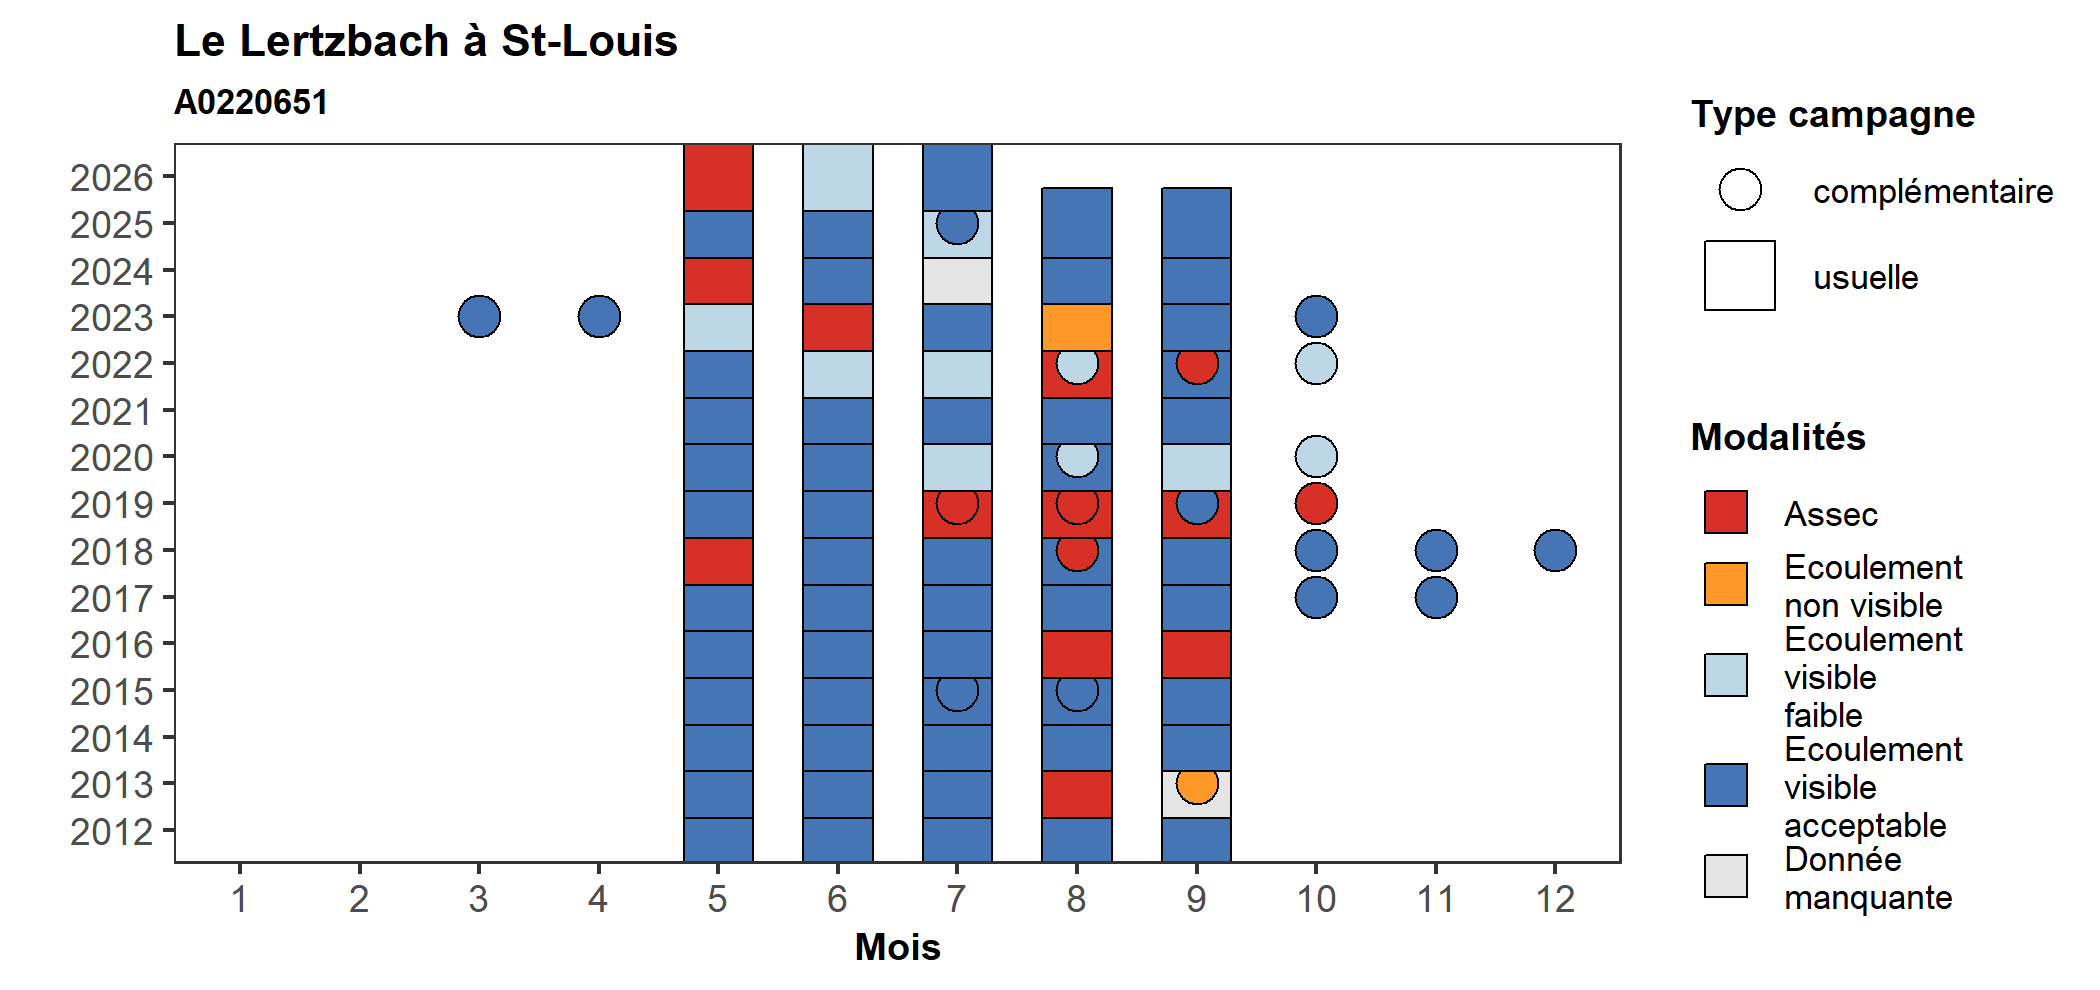 Le Lertzbach à St-Louis
A0220651
2026
2025
2024
2023
2022
2021
2020
2019
2018
2017
2016
2015
2014
2013
2012
1 2 3 4 5 6 7 8 9 10 11 12
Mois
Type campagne
complémentaire
usuelle
Modalités
Assec
Ecoulement
non visible
Ecoulement
visible
faible
Ecoulement
visible
acceptable
Donnée
manquante